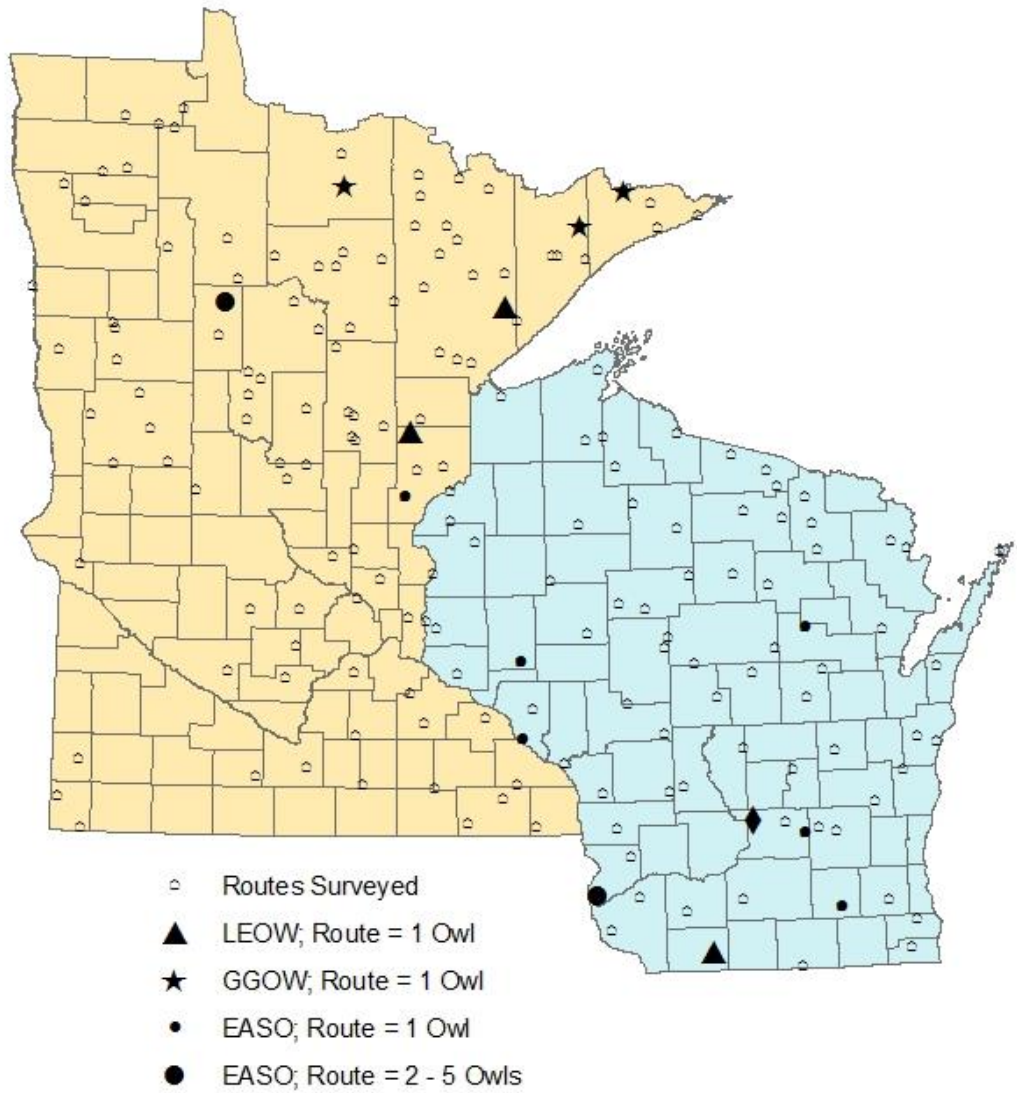 Routes Surveyed
LEOW; Route = 1 Owl
GGOW; Route = 1 Owl
EASO; Route = 1 Owl
EASO; Route = 2 - 5 Owls